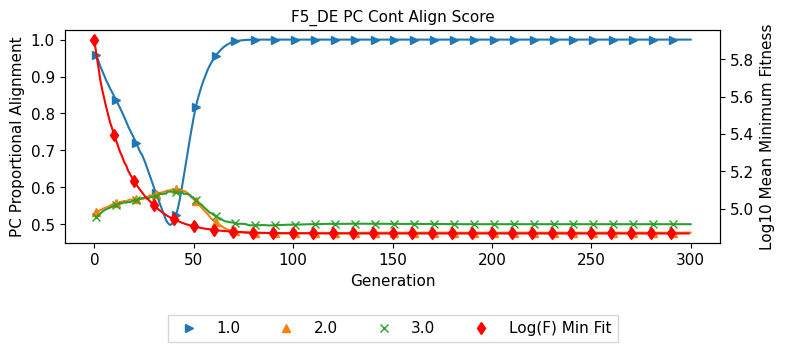 F5_DE PC Cont Align Score
PC Proportional Alignment
1.0
0.9
0.8
0.7
0.6
0.5
5.8
5.6
5.4
5.2
5.0
Log10 Mean Minimum Fitness
0 50 100 150 200 250 300
Generation
1.0 2.0 3.0 Log(F) Min Fit